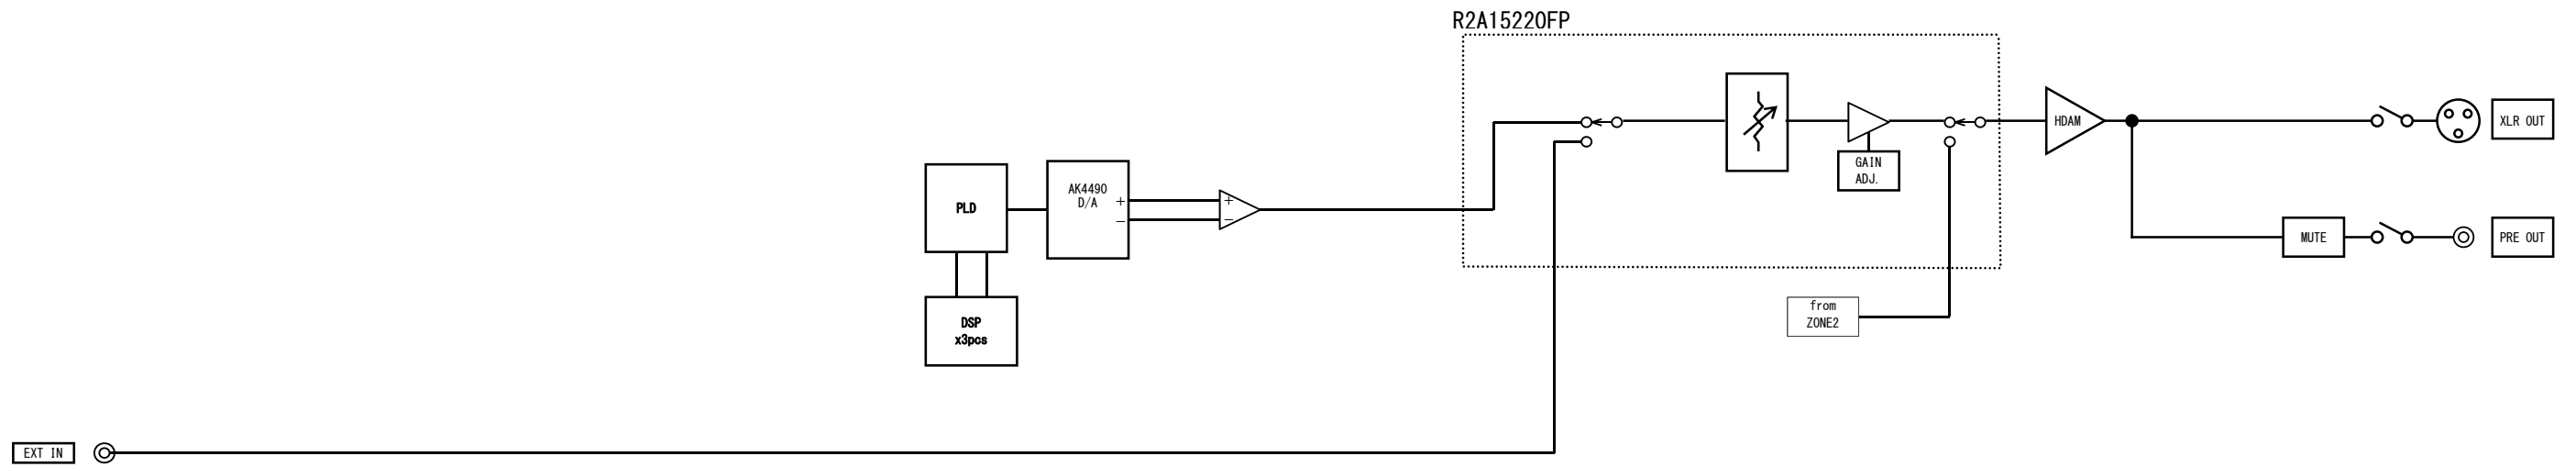 R2A15220FP
HDAM
XLR OUT
GAIN
ADJ.
AK4490
D/A
+
−
+
−
PLD
MUTE
PRE OUT
from
ZONE2
DSP
x3pcs
EXT IN